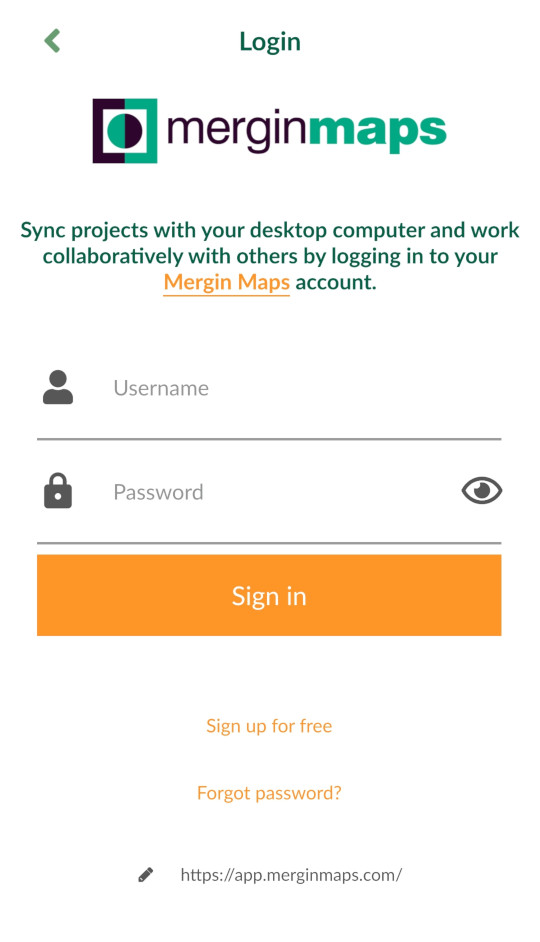 Login
merginmaps
Sync projects with your desktop computer and work
collaboratively with others by logging in to your
Mergin Maps account.
Username
Password
Sign in
Sign up for free
Forgot password?
https://app.merginmaps.com/